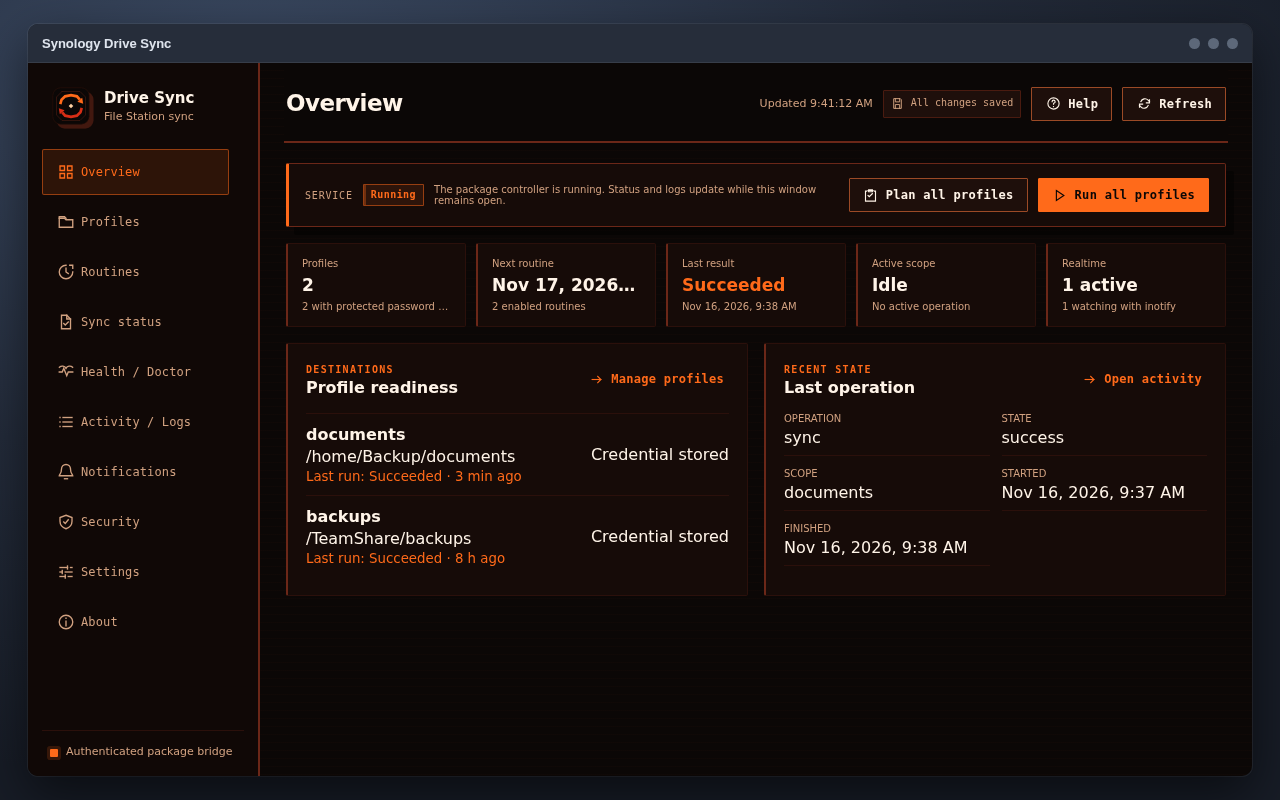 Synology Drive Sync
Drive Sync
File Station sync
Overview
Profiles
Routines
Sync status
Health / Doctor
Activity / Logs
Notifications
Security
Settings
About
Authenticated package bridge
Overview
Updated 9:41:12 AM
All changes saved
Help
Refresh
SERVICE
Running
The package controller is running. Status and logs update while this window
remains open.
Plan all profiles
Run all profiles
Profiles
2
2 with protected password ...
Next routine
Nov 17, 2026...
2 enabled routines
Last result
Succeeded
Nov 16, 2026, 9:38 AM
Active scope
Idle
No active operation
Realtime
1 active
1 watching with inotify
DESTINATIONS
Profile readiness
Manage profiles
documents
/home/Backup/documents
Last run: Succeeded · 3 min ago
Credential stored
backups
/TeamShare/backups
Last run: Succeeded · 8 h ago
Credential stored
RECENT STATE
Last operation
Open activity
OPERATION
sync
STATE
success
SCOPE
documents
STARTED
Nov 16, 2026, 9:37 AM
FINISHED
Nov 16, 2026, 9:38 AM